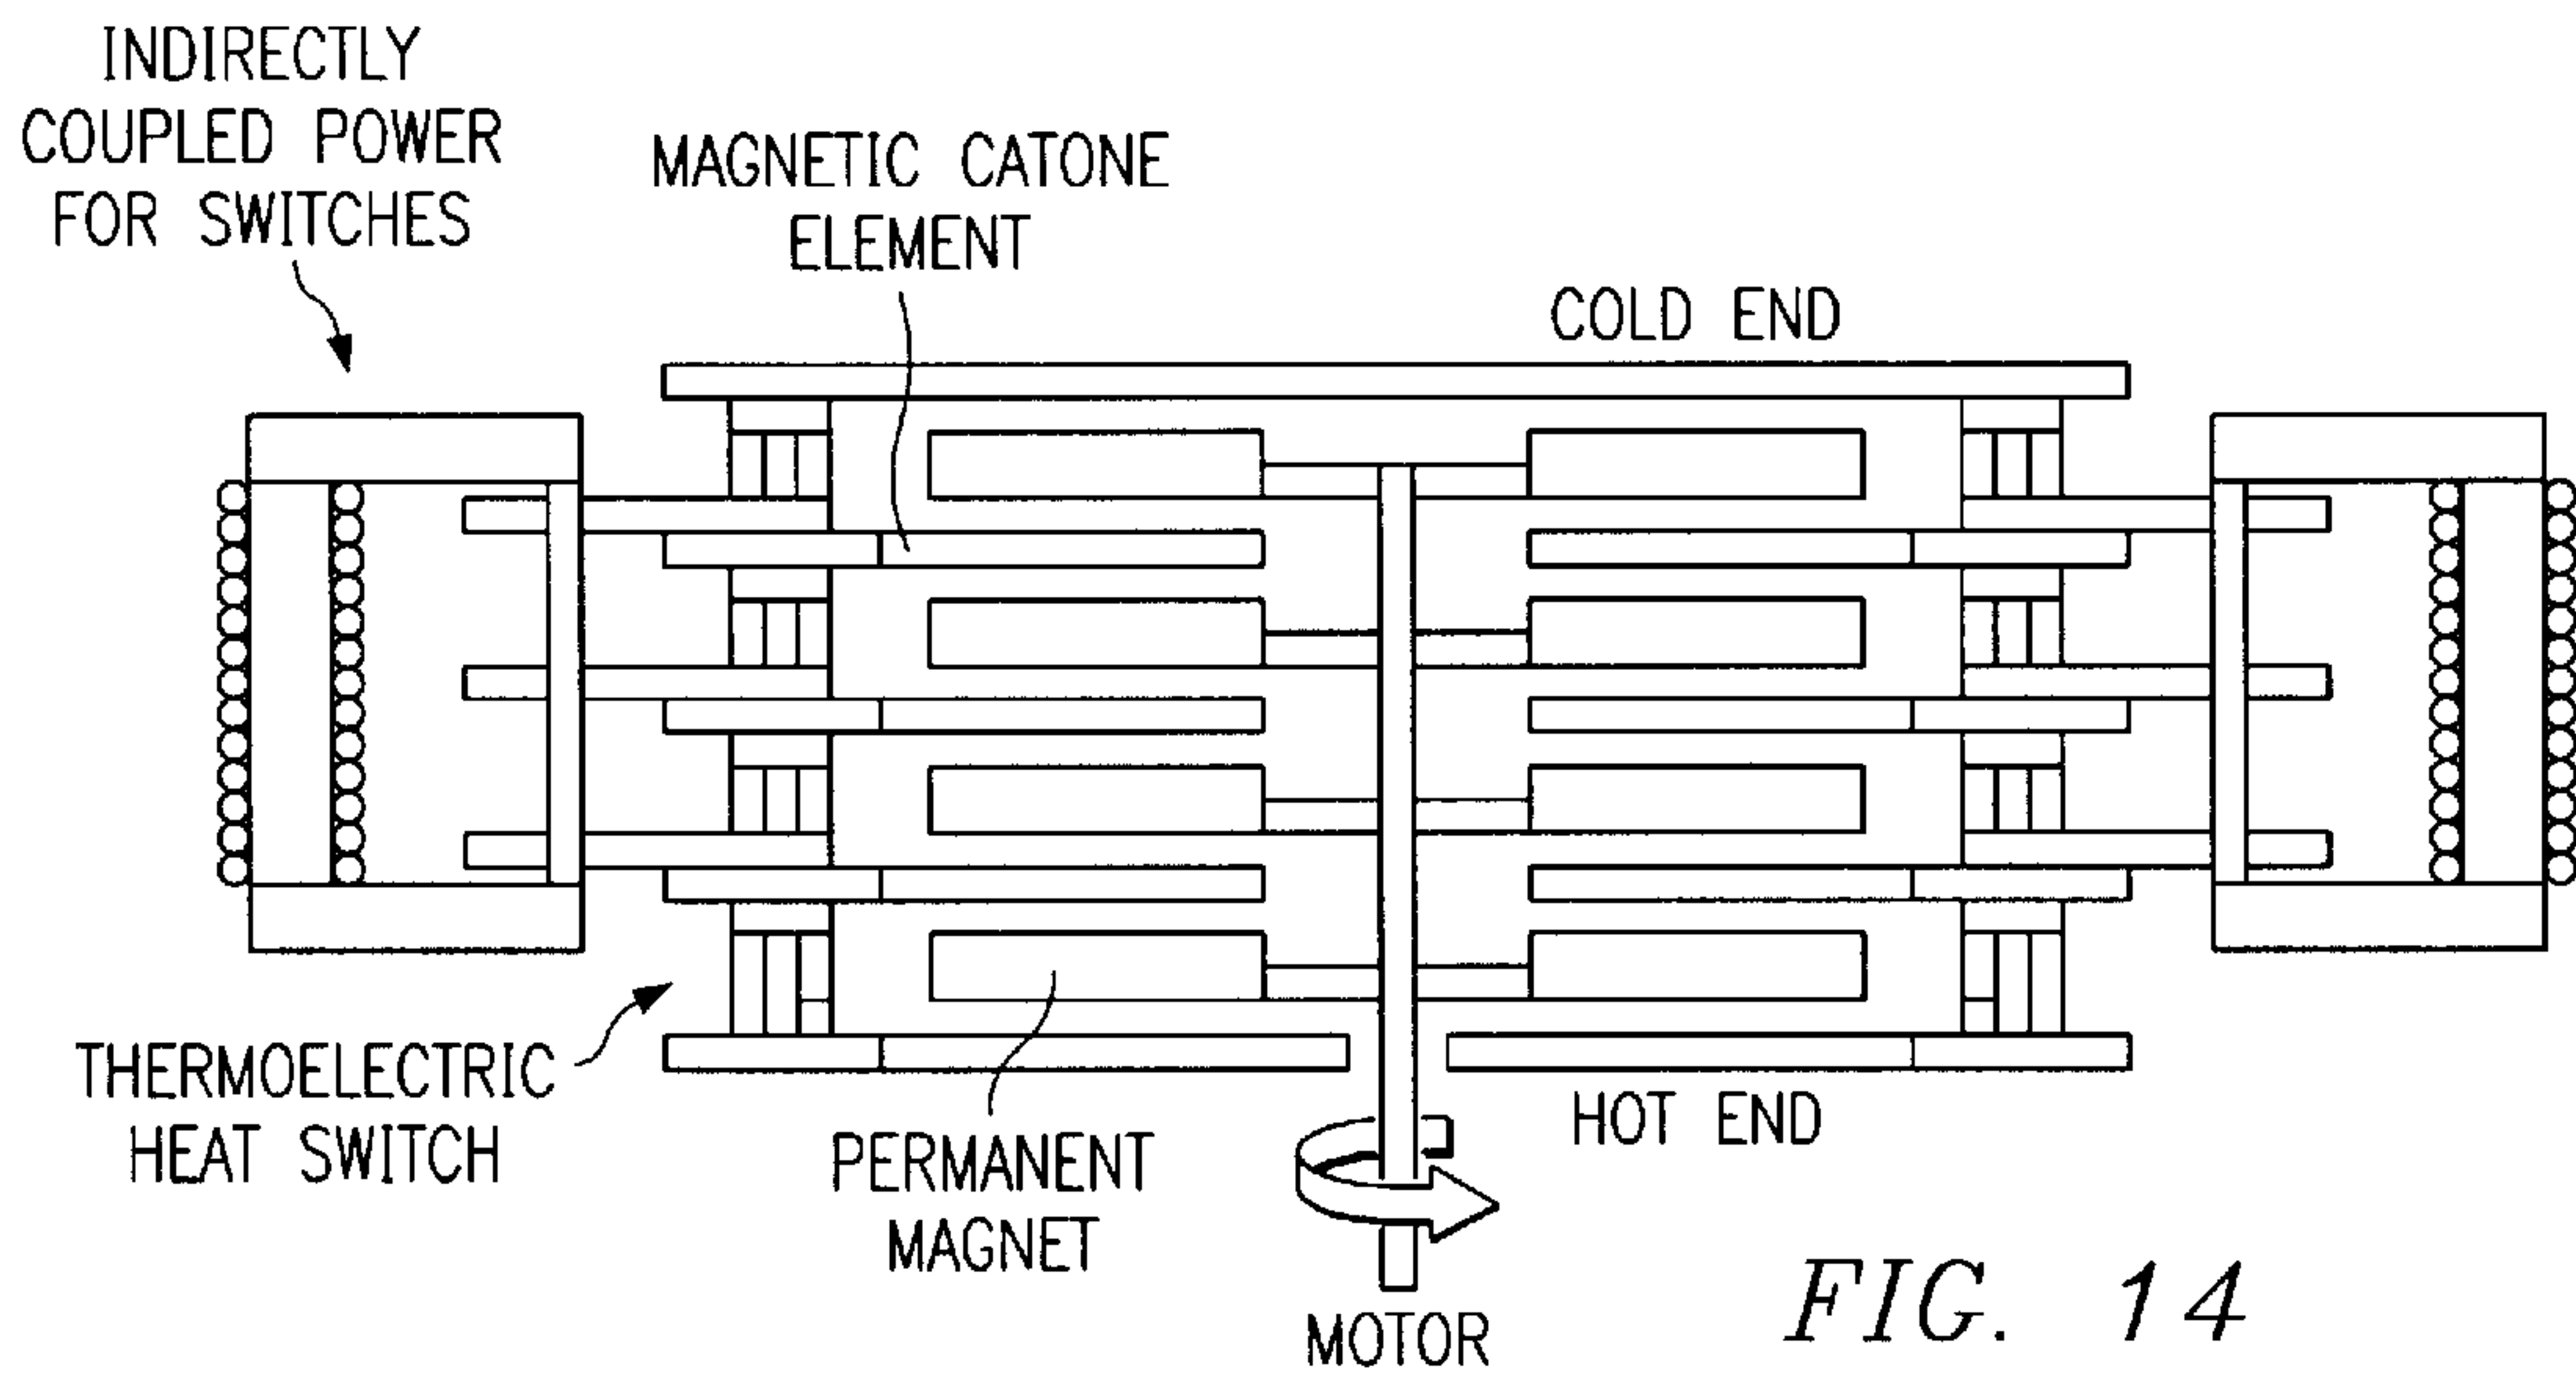 INDIRECTLY
COUPLED POWER
FOR SWITCHES
MAGNETIC CATONE
ELEMENT
COLD END
THERMOELECTRIC
HEAT SWITCH
PERMANENT
MAGNET
HOT END
MOTOR
FIG. 14